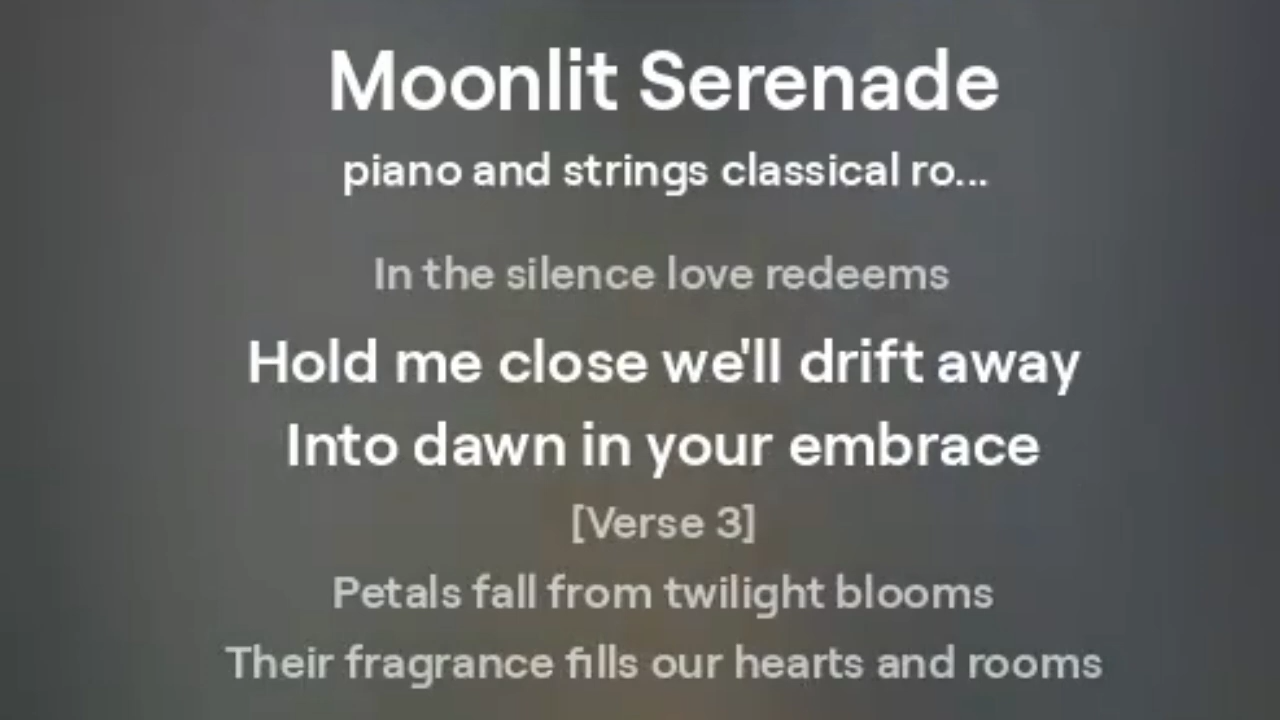 Moonlit Serenade
piano and strings classical ro...
In the silence love redeems
Hold me close we'll drift away
Into dawn in your embrace
[Verse 3]
Petals fall from twilight blooms
Their fragrance fills our hearts and rooms